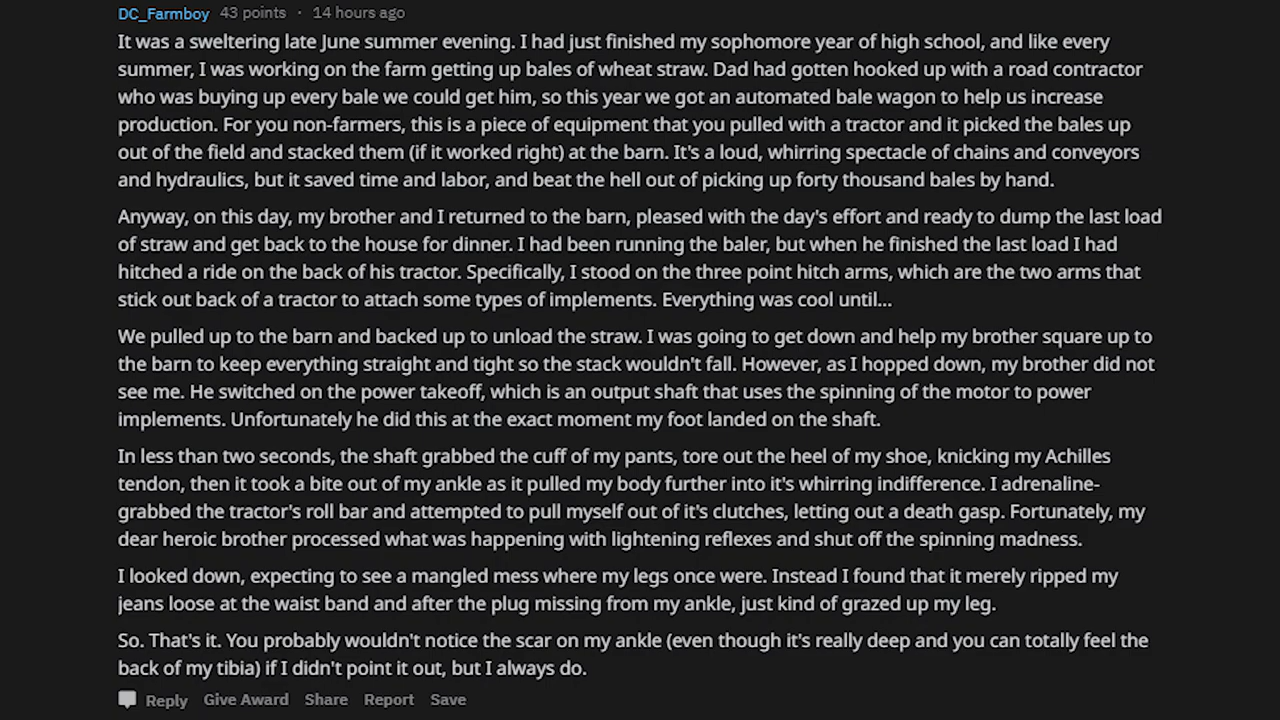 DC_Farmboy 43 points · 14 hours ago
It was a sweltering late June summer evening. I had just finished my sophomore year of high school, and like every
summer, I was working on the farm getting up bales of wheat straw. Dad had gotten hooked up with a road contractor
who was buying up every bale we could get him, so this year we got an automated bale wagon to help us increase
production. For you non-farmers, this is a piece of equipment that you pulled with a tractor and it picked the bales up
out of the field and stacked them (if it worked right) at the barn. It's a loud, whirring spectacle of chains and conveyors
and hydraulics, but it saved time and labor, and beat the hell out of picking up forty thousand bales by hand.
Anyway, on this day, my brother and I returned to the barn, pleased with the day's effort and ready to dump the last load
of straw and get back to the house for dinner. I had been running the baler, but when he finished the last load I had
hitched a ride on the back of his tractor. Specifically, I stood on the three point hitch arms, which are the two arms that
stick out back of a tractor to attach some types of implements. Everything was cool until...
We pulled up to the barn and backed up to unload the straw. I was going to get down and help my brother square up to
the barn to keep everything straight and tight so the stack wouldn't fall. However, as I hopped down, my brother did not
see me. He switched on the power takeoff, which is an output shaft that uses the spinning of the motor to power
implements. Unfortunately he did this at the exact moment my foot landed on the shaft.
In less than two seconds, the shaft grabbed the cuff of my pants, tore out the heel of my shoe, knicking my Achilles
tendon, then it took a bite out of my ankle as it pulled my body further into it's whirring indifference. I adrenaline-
grabbed the tractor's roll bar and attempted to pull myself out of it's clutches, letting out a death gasp. Fortunately, my
dear heroic brother processed what was happening with lightening reflexes and shut off the spinning madness.
I looked down, expecting to see a mangled mess where my legs once were. Instead I found that it merely ripped my
jeans loose at the waist band and after the plug missing from my ankle, just kind of grazed up my leg.
So. That's it. You probably wouldn't notice the scar on my ankle (even though it's really deep and you can totally feel the
back of my tibia) if I didn't point it out, but I always do.
Reply Give Award Share Report Save